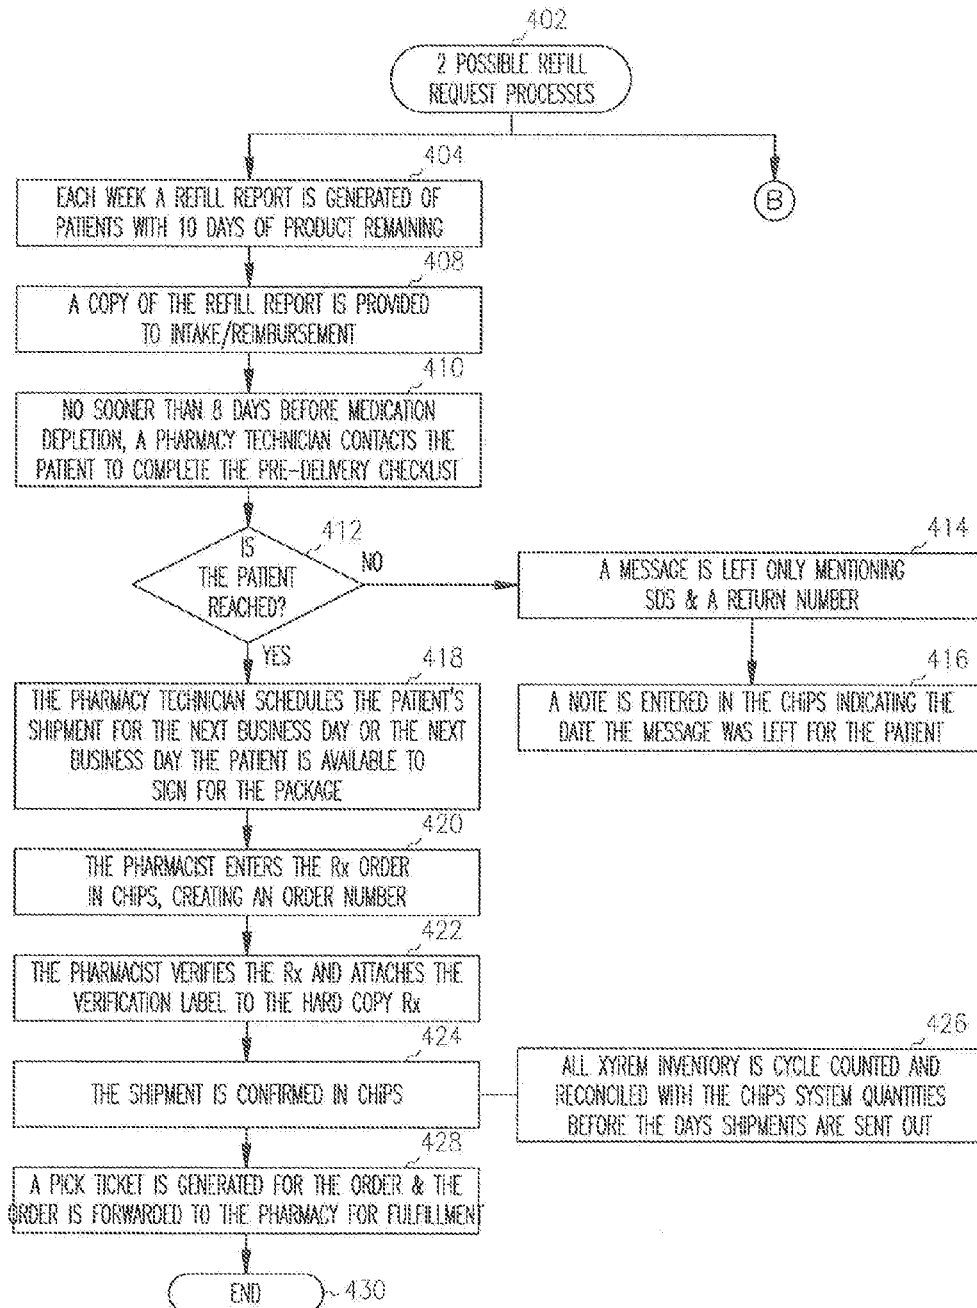 402
2 POSSIBLE REFILL
REQUEST PROCESSES
404
EACH WEEK A REFILL REPORT IS GENERATED OF
PATIENTS WITH 10 DAYS OF PRODUCT REMAINING
B
408
A COPY OF THE REFILL REPORT IS PROVIDED
TO INTAKE/REIMBURSEMENT
410
NO SOONER THAN 8 DAYS BEFORE MEDICATION
DEPLETION, A PHARMACY TECHNICIAN CONTACTS THE
PATIENT TO COMPLETE THE PRE-DELIVERY CHECKLIST
412
IS
THE PATIENT
REACHED?
NO
414
A MESSAGE IS LEFT ONLY MENTIONING
SDS & A RETURN NUMBER
416
A NOTE IS ENTERED IN THE CHIPS INDICATING THE
DATE THE MESSAGE WAS LEFT FOR THE PATIENT
YES
418
THE PHARMACY TECHNICIAN SCHEDULES THE PATIENT'S
SHIPMENT FOR THE NEXT BUSINESS DAY OR THE NEXT
BUSINESS DAY THE PATIENT IS AVAILABLE TO
SIGN FOR THE PACKAGE
420
THE PHARMACIST ENTERS THE Rx ORDER
IN CHIPS, CREATING AN ORDER NUMBER
422
THE PHARMACIST VERIFIES THE Rx AND ATTACHES THE
VERIFICATION LABEL TO THE HARD COPY Rx
424
THE SHIPMENT IS CONFIRMED IN CHIPS
426
ALL XYREM INVENTORY IS CYCLE COUNTED AND
RECONCILED WITH THE CHIPS SYSTEM QUANTITIES
BEFORE THE DAYS SHIPMENTS ARE SENT OUT
428
A PICK TICKET IS GENERATED FOR THE ORDER & THE
ORDER IS FORWARDED TO THE PHARMACY FOR FULFILLMENT
END
430